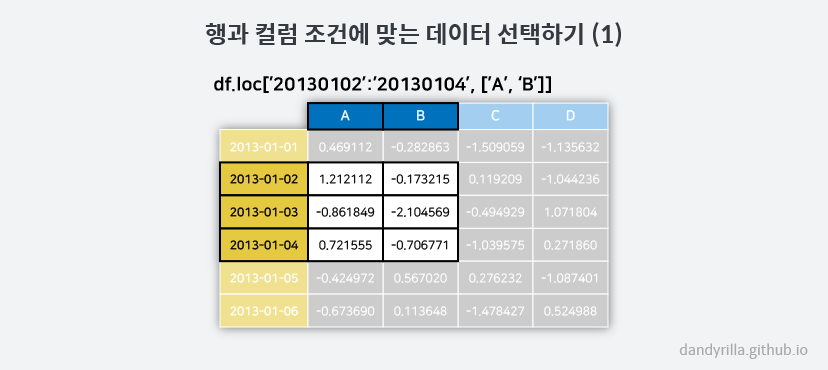 행과 컬럼 조건에 맞는 데이터 선택하기 (1)
df.loc['20130102':'20130104', ['A', 'B']]
A B C D
2013-01-01 0.469112 -0.282863 -1.509059 -1.135632
2013-01-02 1.212112 -0.173215 0.119209 -1.044236
2013-01-03 -0.861849 -2.104569 -0.494929 1.071804
2013-01-04 0.721555 -0.706771 -1.039575 0.271860
2013-01-05 -0.424972 0.567020 0.276232 -1.087401
2013-01-06 -0.673690 0.113648 -1.478427 0.524988
dandyrilla.github.io